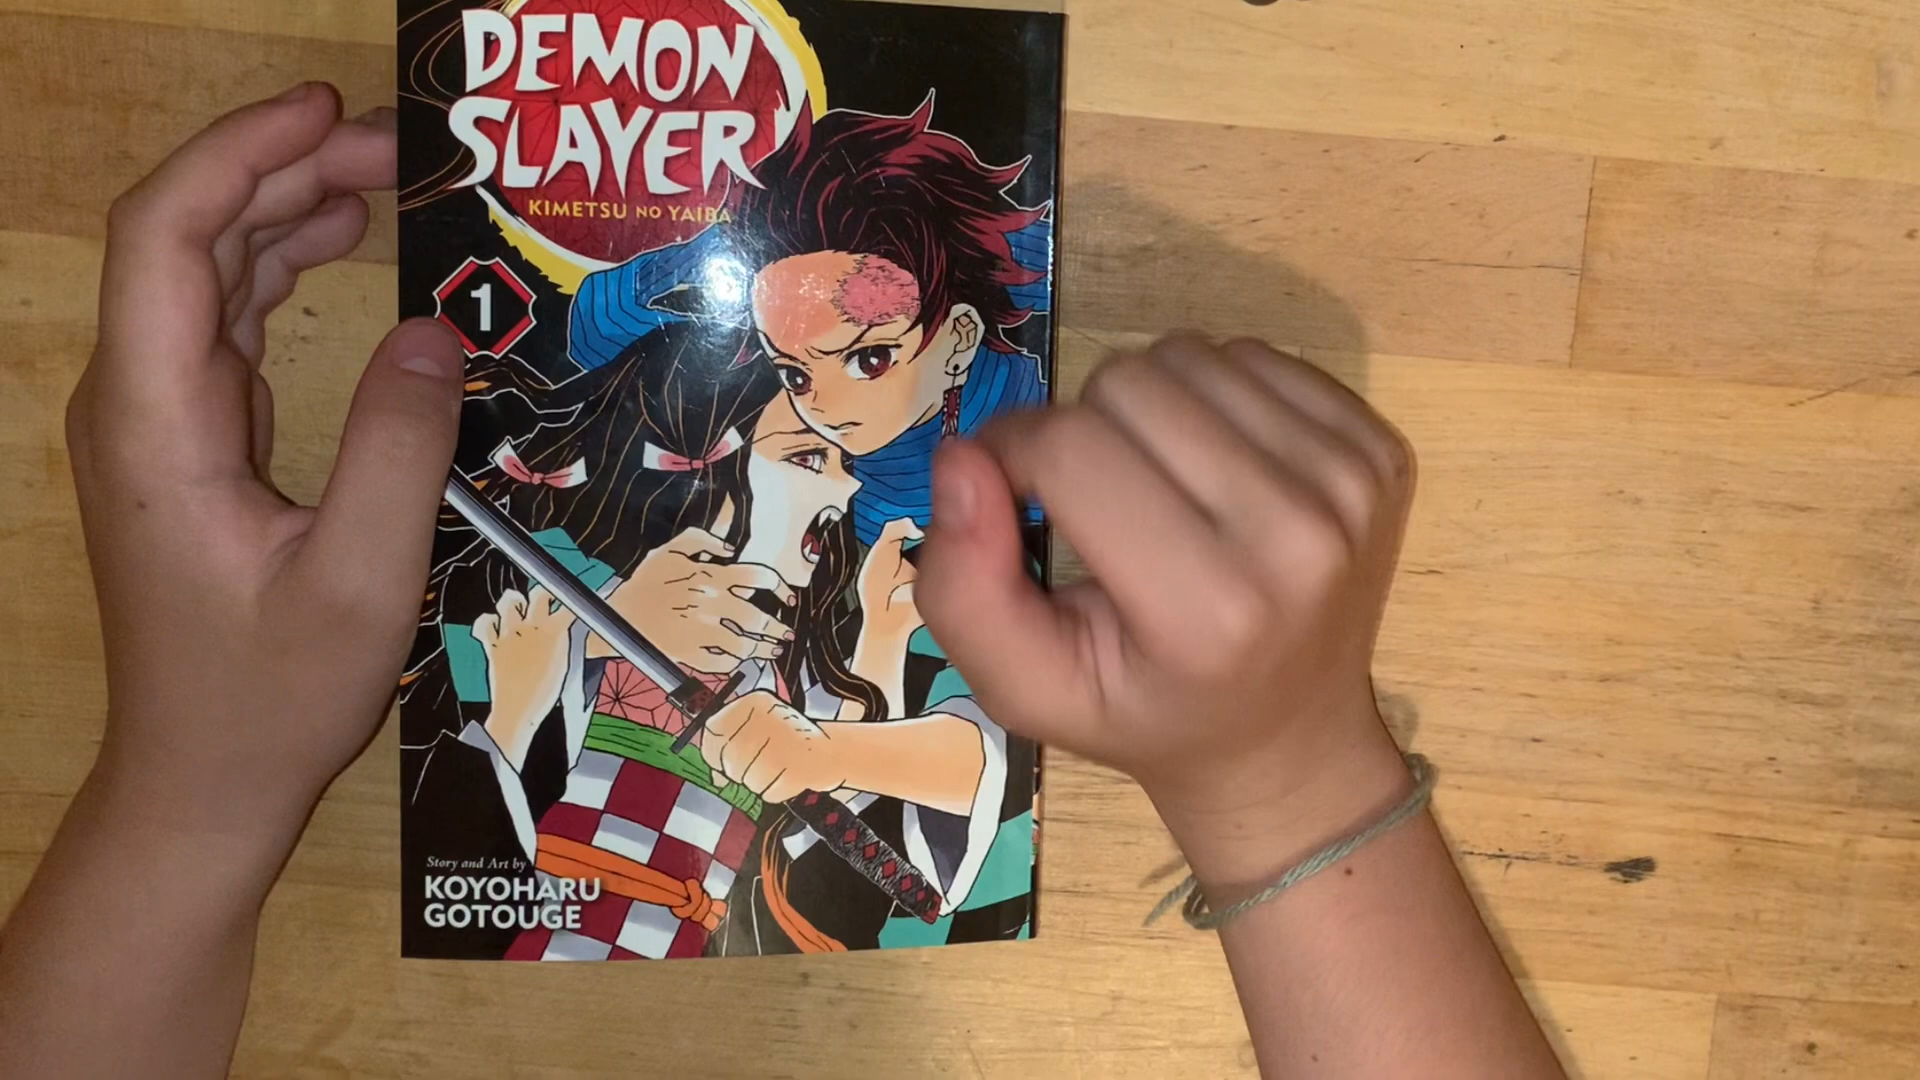 DEMON
SLAYER
KIMETSU NO YAIBA
1
Story and Art by
KOYOHARU
GOTOUGE